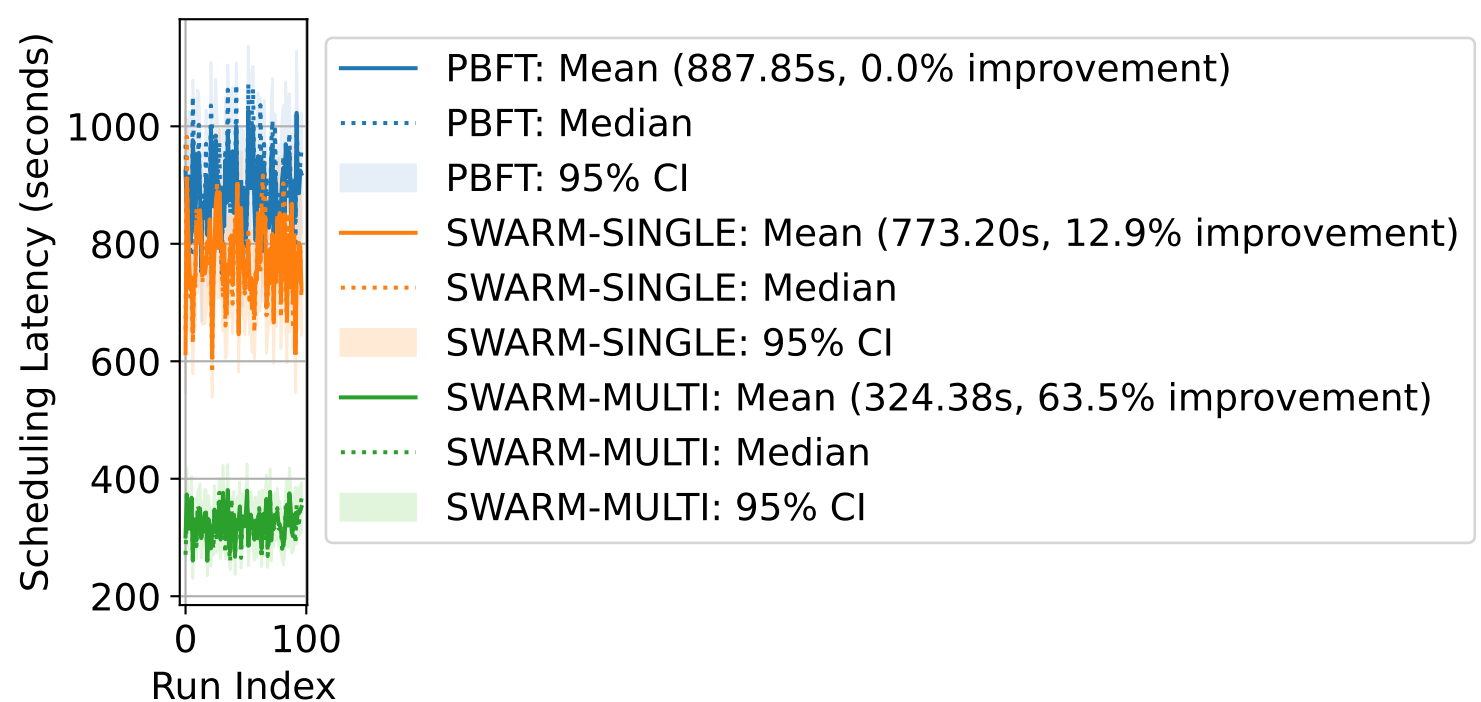 Scheduling Latency (seconds)
1000
800
600
400
200
0 100
Run Index
PBFT: Mean (887.85s, 0.0% improvement)
PBFT: Median
PBFT: 95% CI
SWARM-SINGLE: Mean (773.20s, 12.9% improvement)
SWARM-SINGLE: Median
SWARM-SINGLE: 95% CI
SWARM-MULTI: Mean (324.38s, 63.5% improvement)
SWARM-MULTI: Median
SWARM-MULTI: 95% CI